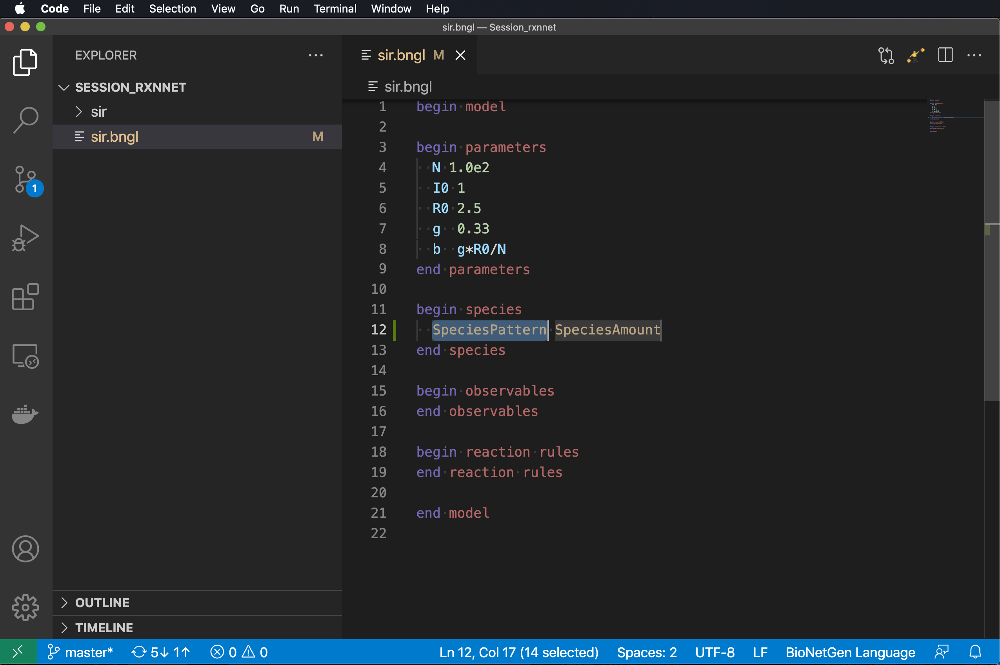 Code File Edit Selection View Go Run Terminal Window Help
sir.bngl — Session_rxnnet
EXPLORER
SESSION_RXNNET
sir
sir.bngl M
OUTLINE
TIMELINE
sir.bngl M
sir.bngl
1 begin model
2
3 begin parameters
4 N 1.0e2
5 I0 1
6 R0 2.5
7 g 0.33
8 b g*R0/N
9 end parameters
10
11 begin species
12 SpeciesPattern SpeciesAmount
13 end species
14
15 begin observables
16 end observables
17
18 begin reaction rules
19 end reaction rules
20
21 end model
22
1
master* 5↓ 1↑ 0 0 Ln 12, Col 17 (14 selected) Spaces: 2 UTF-8 LF BioNetGen Language